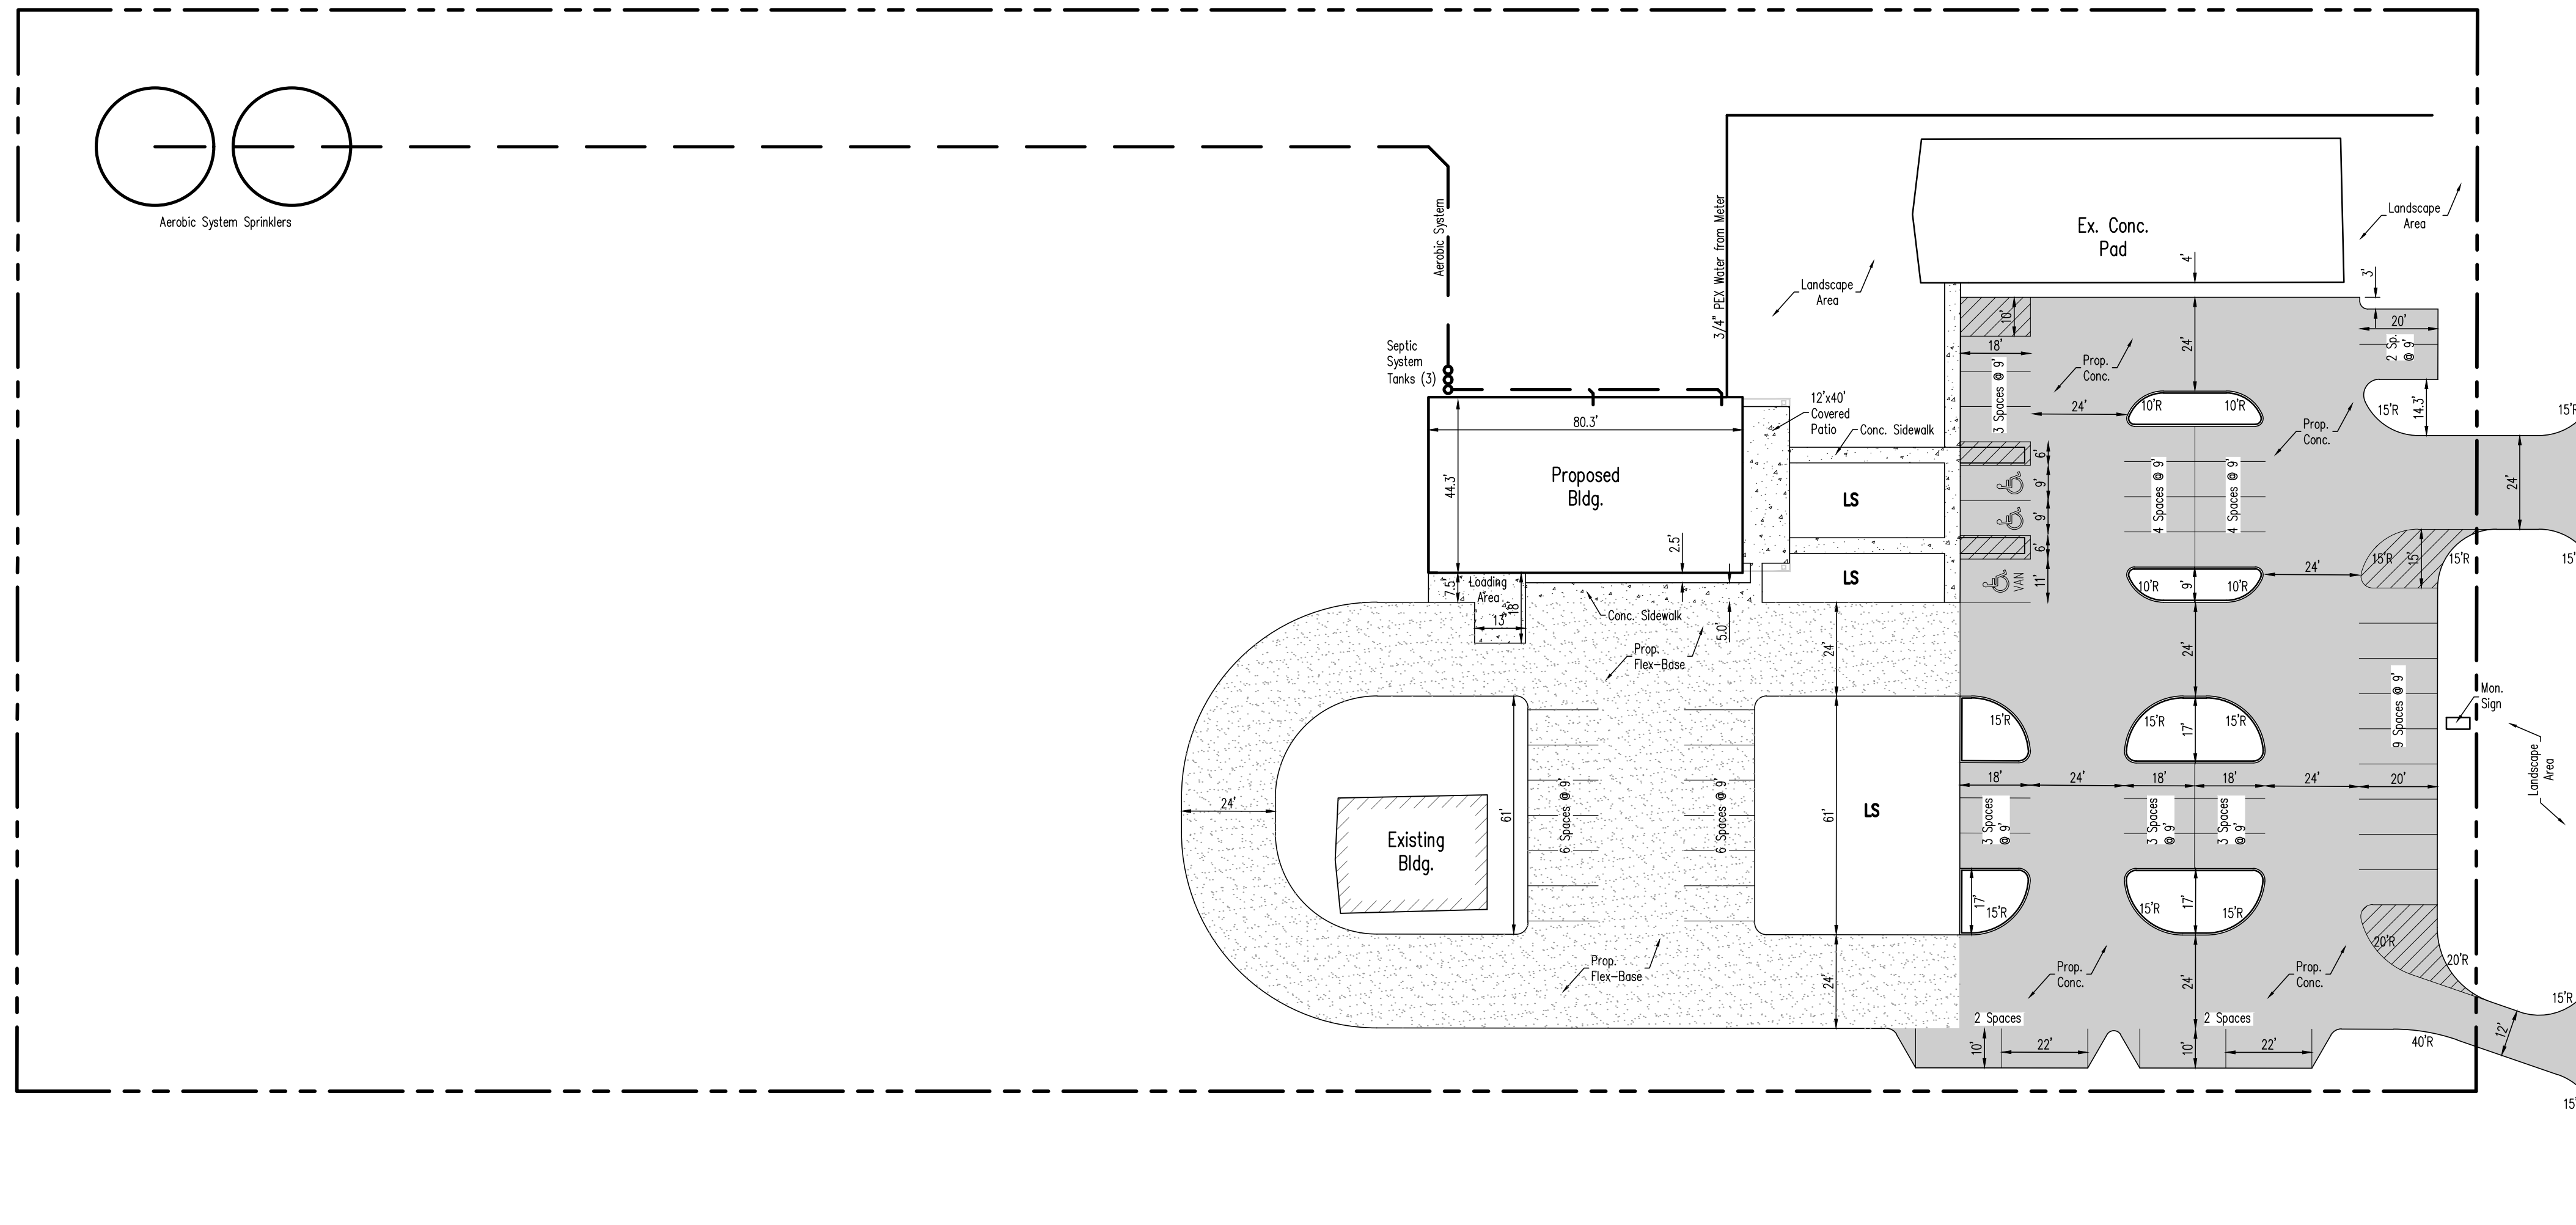 Aerobic System Sprinklers
Aerobic System
3/4" PEX Water from Meter
Septic
System
Tanks (3)
Landscape
Area
Ex. Conc.
Pad
4'
Landscape
Area
3'
20'
2 Sp.
@ 9'
10'
18'
3 Spaces @ 9'
24'
Prop.
Conc.
24'
10'R
10'R
Prop.
Conc.
15'R
14.3'
15'R
12'x40'
Covered
Patio
Conc. Sidewalk
80.3'
44.3'
Proposed
Bldg.
LS
LS
6'
9'
9'
6'
11'
VAN
4 Spaces @ 9'
4 Spaces @ 9'
24'
15'R
15'
15'R
15'
10'R
9'
10'R
24'
2.5'
7.5'
Loading
Area
18'
13'
Conc. Sidewalk
5.0'
Prop.
Flex-Base
24'
24'
9 Spaces @ 9'
Mon.
Sign
Landscape
Area
15'R
15'R
17'
15'R
24'
Existing
Bldg.
61'
6 Spaces @ 9'
6 Spaces @ 9'
61'
LS
18'
24'
18'
18'
24'
20'
3 Spaces
@ 9'
3 Spaces
@ 9'
3 Spaces
@ 9'
17'
15'R
15'R
17'
15'R
20'R
20'R
Prop.
Flex-Base
24'
Prop.
Conc.
24'
Prop.
Conc.
15'R
2 Spaces
2 Spaces
10'
22'
10'
22'
40'R
12'
15'